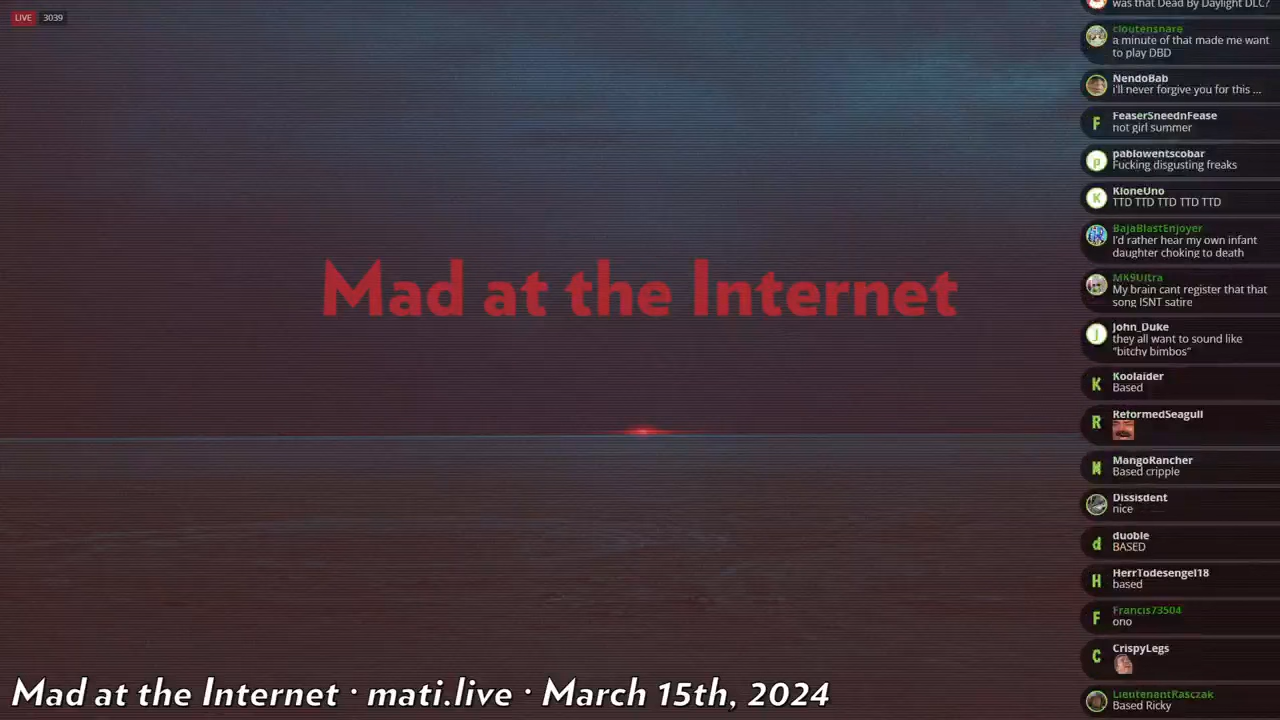 LIVE 3039
was that Dead By Daylight DLC?
cloutensnare
a minute of that made me want
to play DBD
NendoBab
i'll never forgive you for this ...
FeaserSneednFease
not girl summer
pablowentscobar
Fucking disgusting freaks
KloneUno
TTD TTD TTD TTD TTD
BajaBlastEnjoyer
I'd rather hear my own infant
daughter choking to death
MK9Ultra
My brain cant register that that
song ISNT satire
John_Duke
they all want to sound like
"bitchy bimbos"
Koolaider
Based
ReformedSeagull
MangoRancher
Based cripple
Dissisdent
nice
duoble
BASED
HerrTodesengel18
based
Francis73504
ono
CrispyLegs
LieutenantRasczak
Based Ricky
Mad at the Internet
Mad at the Internet · mati.live · March 15th, 2024